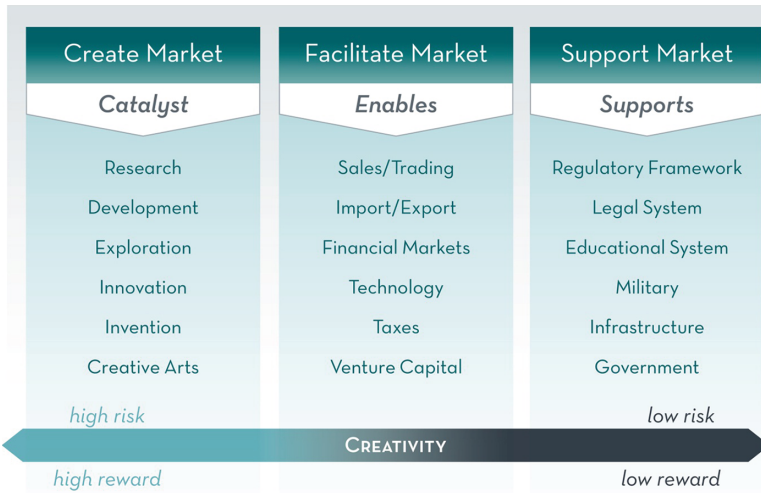 Create Market
Catalyst
Research
Development
Exploration
Innovation
Invention
Creative Arts
Facilitate Market
Enables
Sales/Trading
Import/Export
Financial Markets
Technology
Taxes
Venture Capital
Support Market
Supports
Regulatory Framework
Legal System
Educational System
Military
Infrastructure
Government
high risk
low risk
CREATIVITY
high reward
low reward